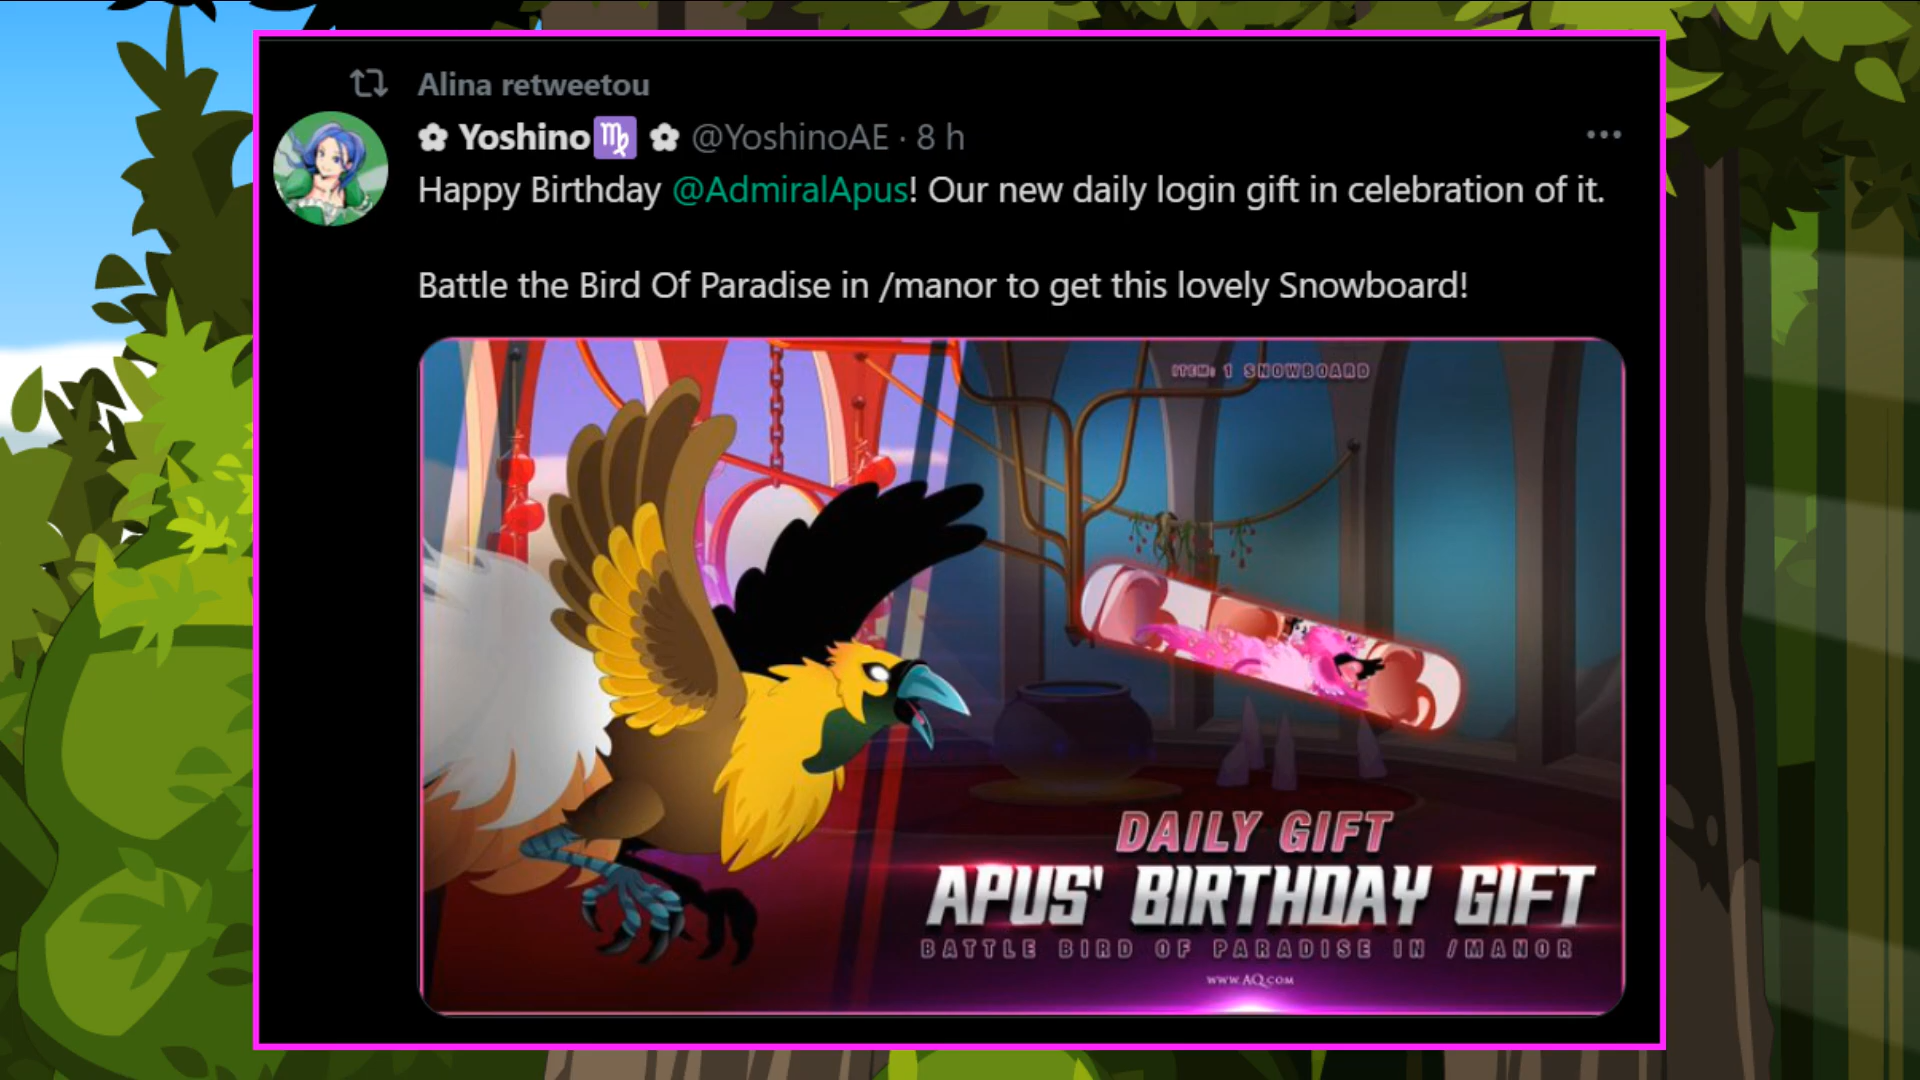 Alina retweetou
✿ Yoshino♍ ✿ @YoshinoAE · 8 h
Happy Birthday @AdmiralApus! Our new daily login gift in celebration of it.
Battle the Bird Of Paradise in /manor to get this lovely Snowboard!
ITEM: 1 SNOWBOARD
DAILY GIFT
APUS' BIRTHDAY GIFT
BATTLE BIRD OF PARADISE IN /MANOR
WWW.AQ.COM